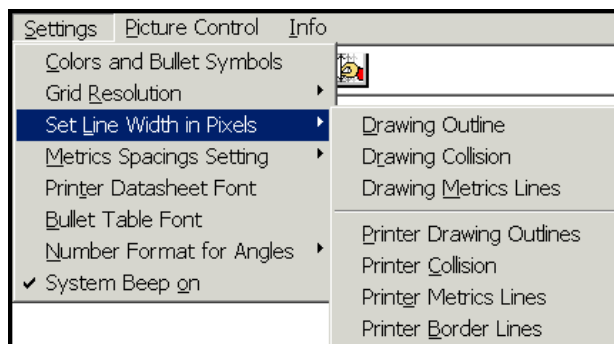 Settings Picture Control Info
Colors and Bullet Symbols
Grid Resolution
Set Line Width in Pixels
Metrics Spacings Setting
Printer Datasheet Font
Bullet Table Font
Number Format for Angles
System Beep on
Drawing Outline
Drawing Collision
Drawing Metrics Lines
Printer Drawing Outlines
Printer Collision
Printer Metrics Lines
Printer Border Lines